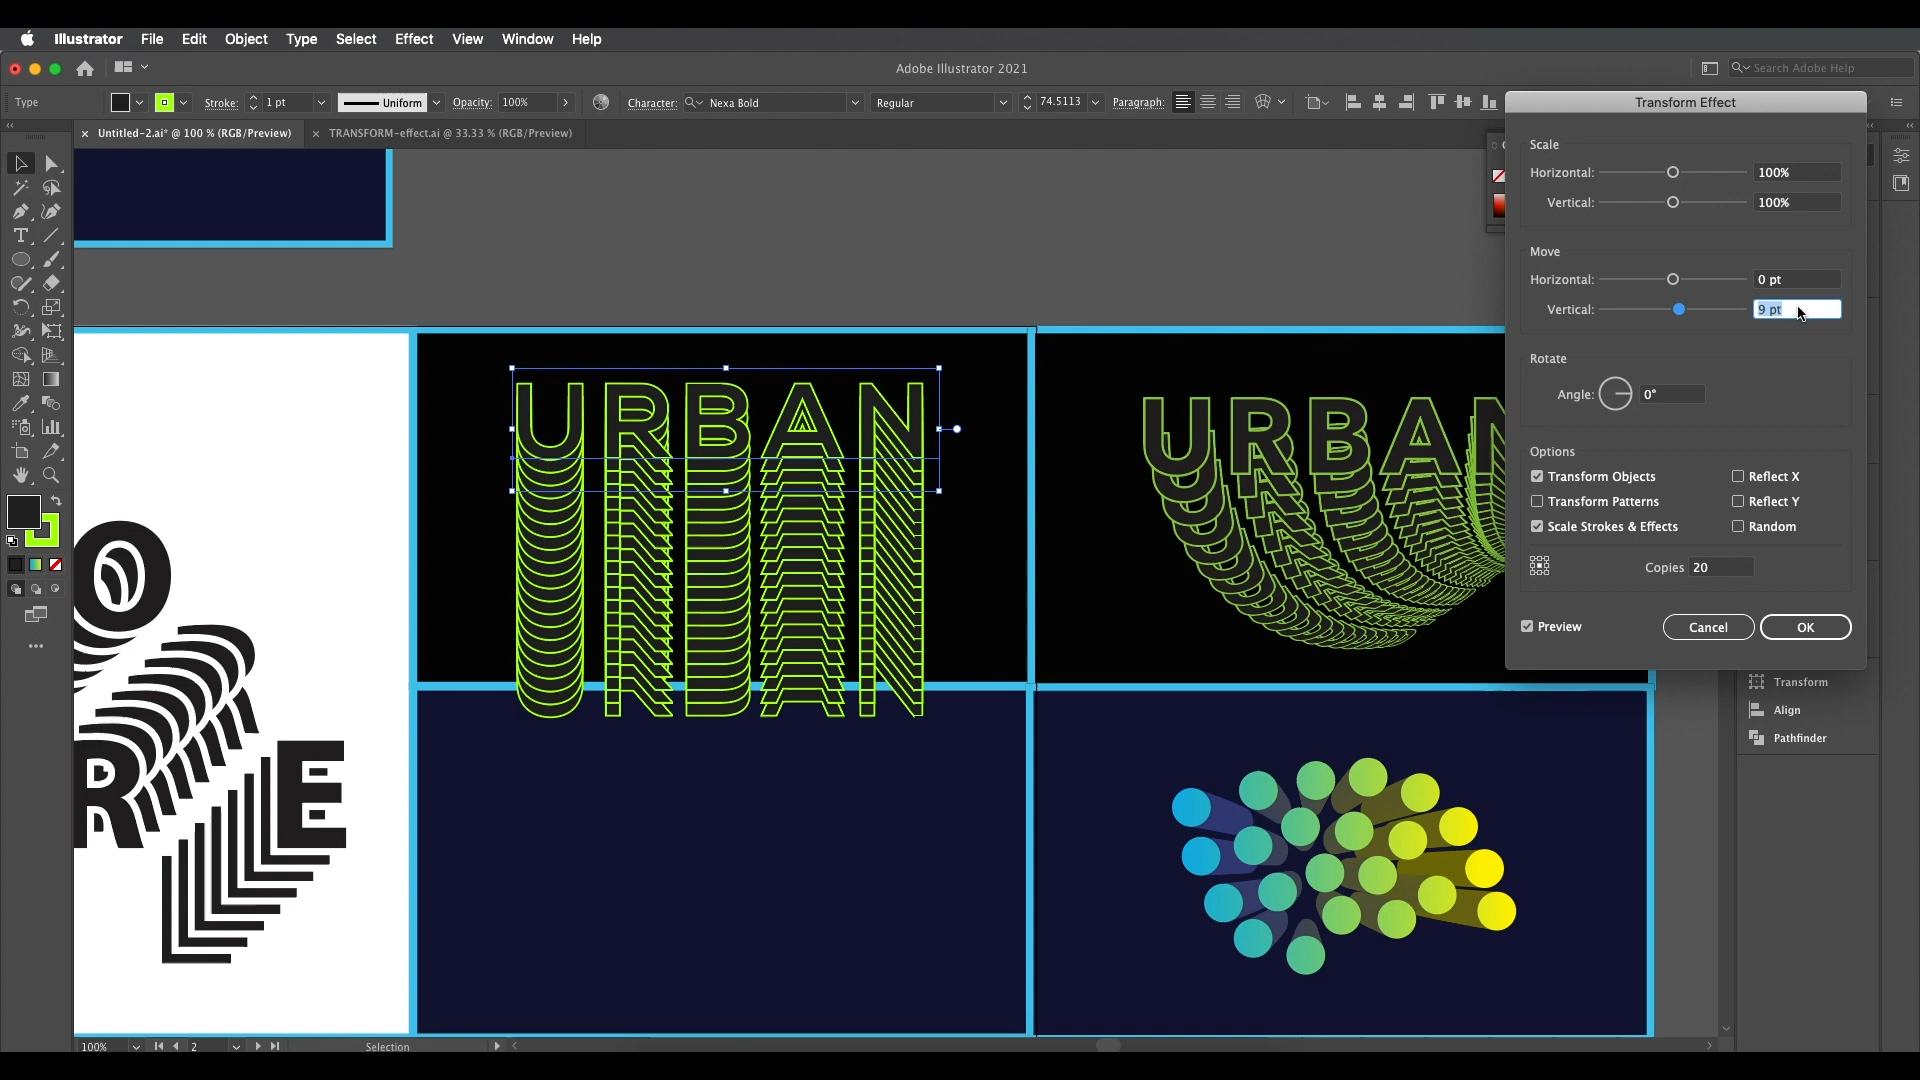 Illustrator File Edit Object Type Select Effect View Window Help
Adobe Illustrator 2021
Search Adobe Help
Type Stroke: 1 pt Uniform Opacity: 100% Character: Nexa Bold Regular 74.5113 Paragraph:
Transform Effect
× Untitled-2.ai* @ 100 % (RGB/Preview) × TRANSFORM-effect.ai @ 33.33 % (RGB/Preview)
Scale
Horizontal: 100%
Vertical: 100%
Move
Horizontal: 0 pt
Vertical: 9 pt
Rotate
Angle: 0°
Options
Transform Objects Reflect X
Transform Patterns Reflect Y
Scale Strokes & Effects Random
Copies 20
Preview Cancel OK
URBAN
URBAN
O
R
E
Transform
Align
Pathfinder
100% 2 Selection